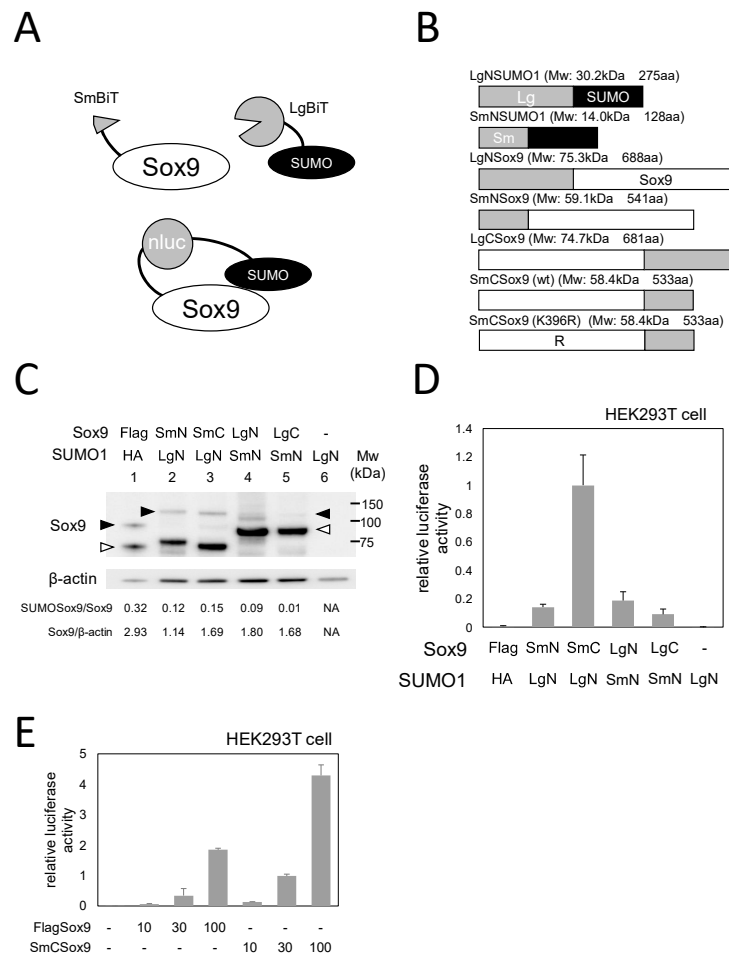 A
SmBiT
LgBiT
Sox9
SUMO
nluc
SUMO
Sox9
B
LgNSUMO1 (Mw: 30.2kDa 275aa)
Lg SUMO
SmNSUMO1 (Mw: 14.0kDa 128aa)
Sm
LgNSox9 (Mw: 75.3kDa 688aa)
Sox9
SmNSox9 (Mw: 59.1kDa 541aa)
LgCSox9 (Mw: 74.7kDa 681aa)
SmCSox9 (wt) (Mw: 58.4kDa 533aa)
SmCSox9 (K396R) (Mw: 58.4kDa 533aa)
R
C
Sox9 Flag SmN SmC LgN LgC -
SUMO1 HA LgN LgN SmN SmN LgN Mw
1 2 3 4 5 6 (kDa)
150
Sox9 100
75
β-actin
SUMOSox9/Sox9 0.32 0.12 0.15 0.09 0.01 NA
Sox9/β-actin 2.93 1.14 1.69 1.80 1.68 NA
D
HEK293T cell
relative luciferase
activity
1.4
1.2
1
0.8
0.6
0.4
0.2
0
Sox9 Flag SmN SmC LgN LgC -
SUMO1 HA LgN LgN SmN SmN LgN
E
HEK293T cell
relative luciferase
activity
5
4
3
2
1
0
FlagSox9 - 10 30 100 - - -
SmCSox9 - - - - 10 30 100